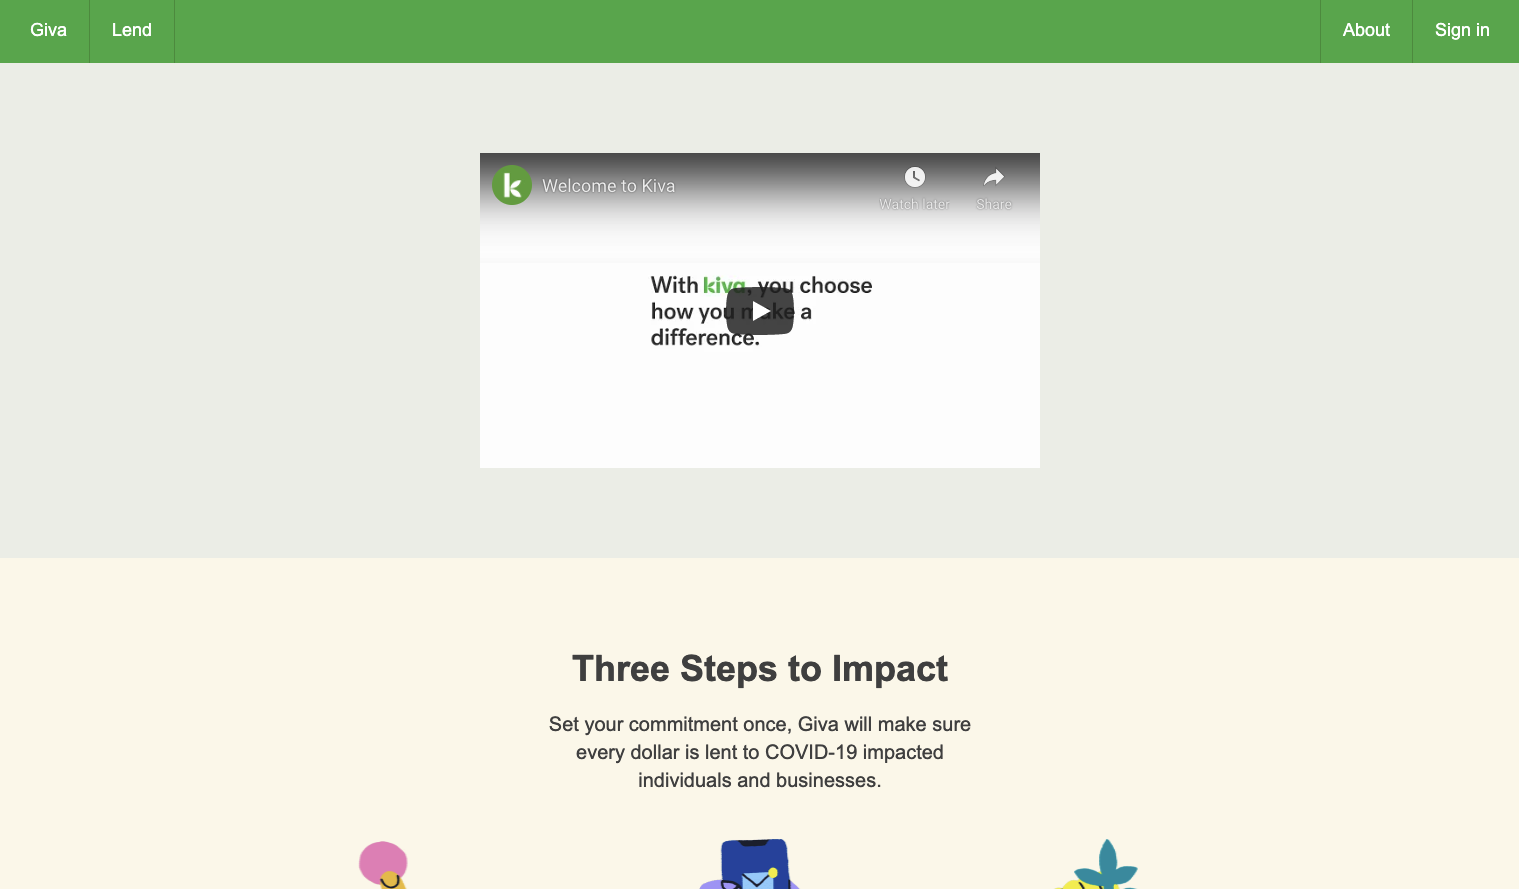 Giva
Lend
About
Sign in
k
Welcome to Kiva
Watch later
Share
With kiva, you choose
how you make a
difference.
Three Steps to Impact
Set your commitment once, Giva will make sure
every dollar is lent to COVID-19 impacted
individuals and businesses.